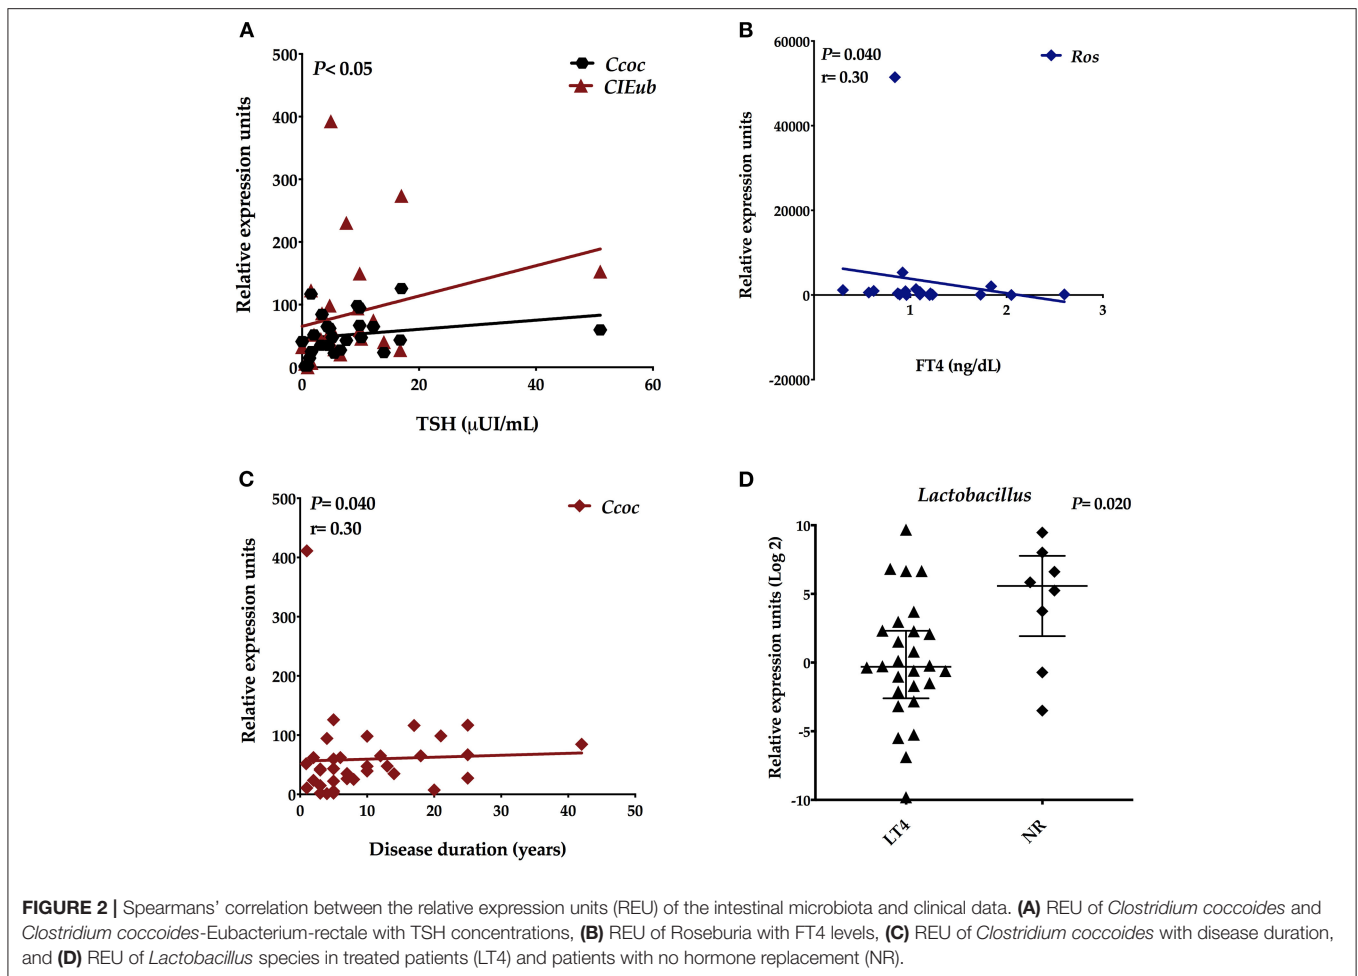 A
P< 0.05
Ccoc
CIEub
500
400
300
200
100
0
0 20 40 60
Relative expression units
TSH (μUI/mL)
B
P= 0.040
r= 0.30
Ros
60000
40000
20000
0
-20000
1 2 3
Relative expression units
FT4 (ng/dL)
C
P= 0.040
r= 0.30
Ccoc
500
400
300
200
100
0
0 10 20 30 40 50
Relative expression units
Disease duration (years)
D
Lactobacillus
P= 0.020
10
5
0
-5
-10
Relative expression units (Log 2)
LT4 NR
FIGURE 2 | Spearmans’ correlation between the relative expression units (REU) of the intestinal microbiota and clinical data. (A) REU of Clostridium coccoides and
Clostridium coccoides-Eubacterium-rectale with TSH concentrations, (B) REU of Roseburia with FT4 levels, (C) REU of Clostridium coccoides with disease duration,
and (D) REU of Lactobacillus species in treated patients (LT4) and patients with no hormone replacement (NR).